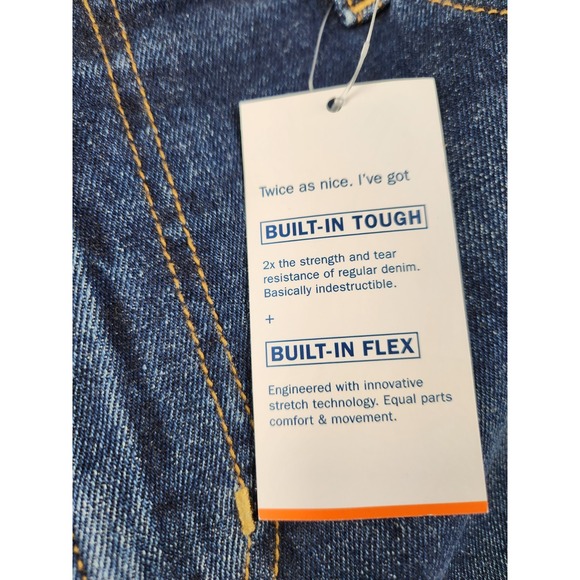 Twice as nice. I've got
BUILT-IN TOUGH
2x the strength and tear
resistance of regular denim.
Basically indestructible.
+
BUILT-IN FLEX
Engineered with innovative
stretch technology. Equal parts
comfort & movement.